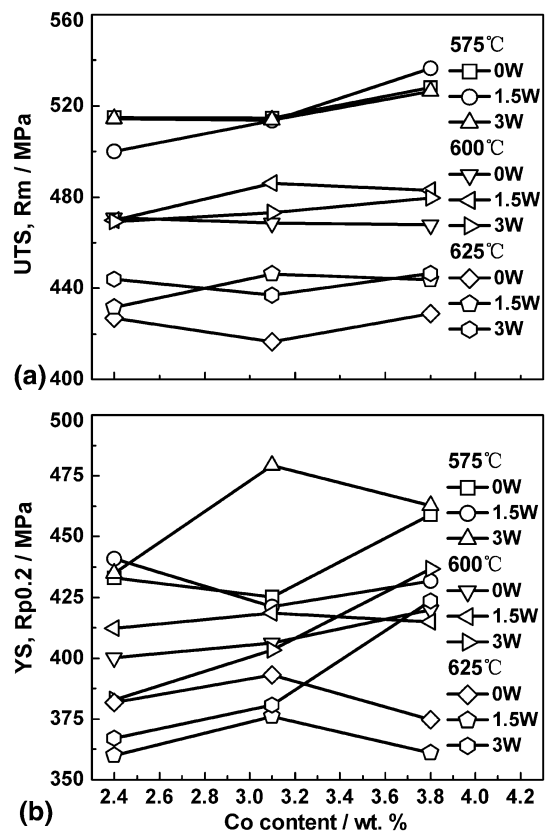 560
520
480
440
400
UTS, Rm / MPa
575℃
0W
1.5W
3W
600℃
0W
1.5W
3W
625℃
0W
1.5W
3W
(a)
500
475
450
425
400
375
350
YS, Rp0.2 / MPa
575℃
0W
1.5W
3W
600℃
0W
1.5W
3W
625℃
0W
1.5W
3W
2.4 2.6 2.8 3.0 3.2 3.4 3.6 3.8 4.0 4.2
(b)
Co content / wt. %